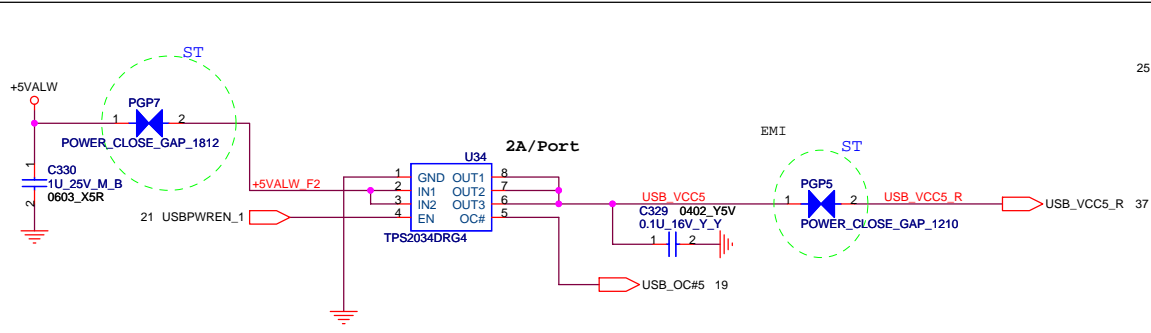 ST
25
+5VALW
PGP7
1 2
POWER_CLOSE_GAP_1812
1
C330
1U_25V_M_B
0603_X5R
2
+5VALW_F2
21 USBPWREN_1
2A/Port
U34
1 GND OUT1 8
2 IN1 OUT2 7
3 IN2 OUT3 6
4 EN OC# 5
TPS2034DRG4
EMI
ST
USB_VCC5
C329 0402_Y5V
0.1U_16V_Y_Y
1 2
PGP5
1 2
POWER_CLOSE_GAP_1210
USB_VCC5_R
USB_VCC5_R 37
USB_OC#5 19